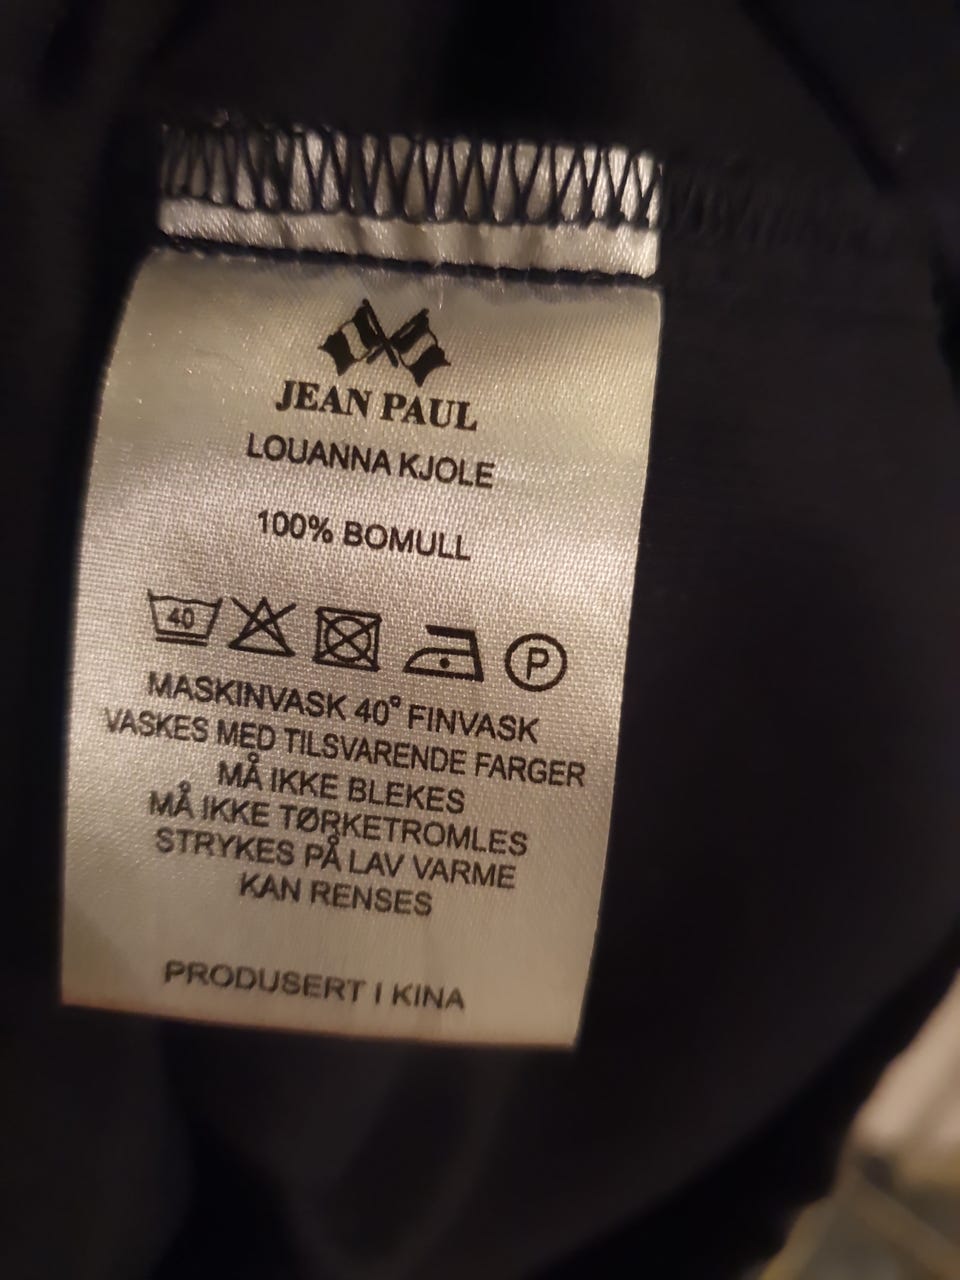 JEAN PAUL
LOUANNA KJOLE
100% BOMULL
40
P
MASKINVASK 40° FINVASK
VASKES MED TILSVARENDE FARGER
MÅ IKKE BLEKES
MÅ IKKE TØRKETROMLES
STRYKES PÅ LAV VARME
KAN RENSES
PRODUSERT I KINA